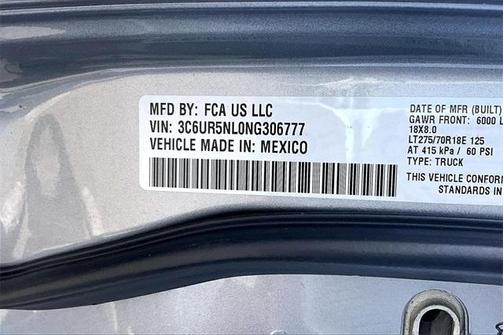 MFD BY: FCA US LLC
VIN: 3C6UR5NL0NG306777
VEHICLE MADE IN: MEXICO
DATE OF MFR (BUILT)
GAWR FRONT: 6000 L
18X8.0
LT275/70R18E 125
AT 415 kPa / 60 PSI
TYPE: TRUCK
THIS VEHICLE CONFOR
STANDARDS IN